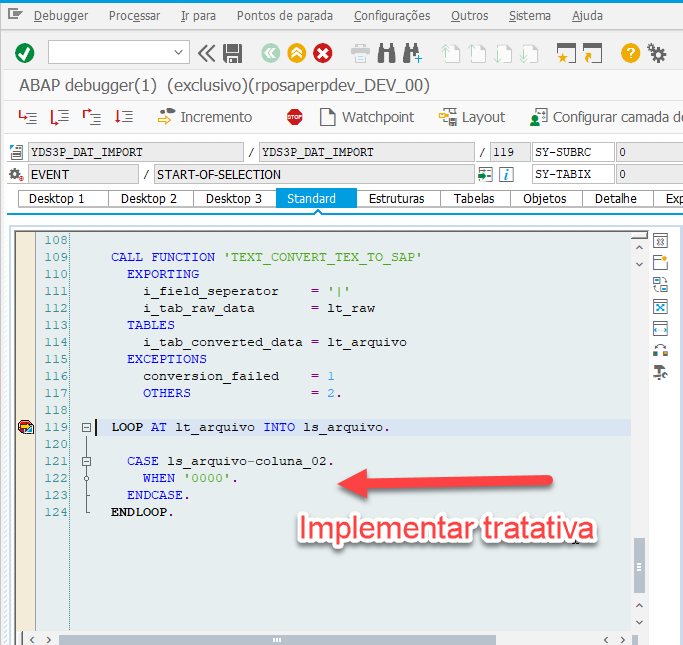 Debugger Processar Ir para Pontos de parada Configurações Outros Sistema Ajuda
ABAP debugger(1) (exclusivo)(rposaperpdev_DEV_00)
Incremento STOP Watchpoint Layout Configurar camada de
YDS3P_DAT_IMPORT / YDS3P_DAT_IMPORT / 119 SY-SUBRC 0
EVENT / START-OF-SELECTION SY-TABIX 0
Desktop 1 Desktop 2 Desktop 3 Standard Estruturas Tabelas Objetos Detalhe Exp
108
109 CALL FUNCTION 'TEXT_CONVERT_TEX_TO_SAP'
110 EXPORTING
111 i_field_seperator = '|'
112 i_tab_raw_data = lt_raw
113 TABLES
114 i_tab_converted_data = lt_arquivo
115 EXCEPTIONS
116 conversion_failed = 1
117 OTHERS = 2.
118
119 LOOP AT lt_arquivo INTO ls_arquivo.
120
121 CASE ls_arquivo-coluna_02.
122 WHEN '0000'.
123 ENDCASE.
124 ENDLOOP.
Implementar tratativa